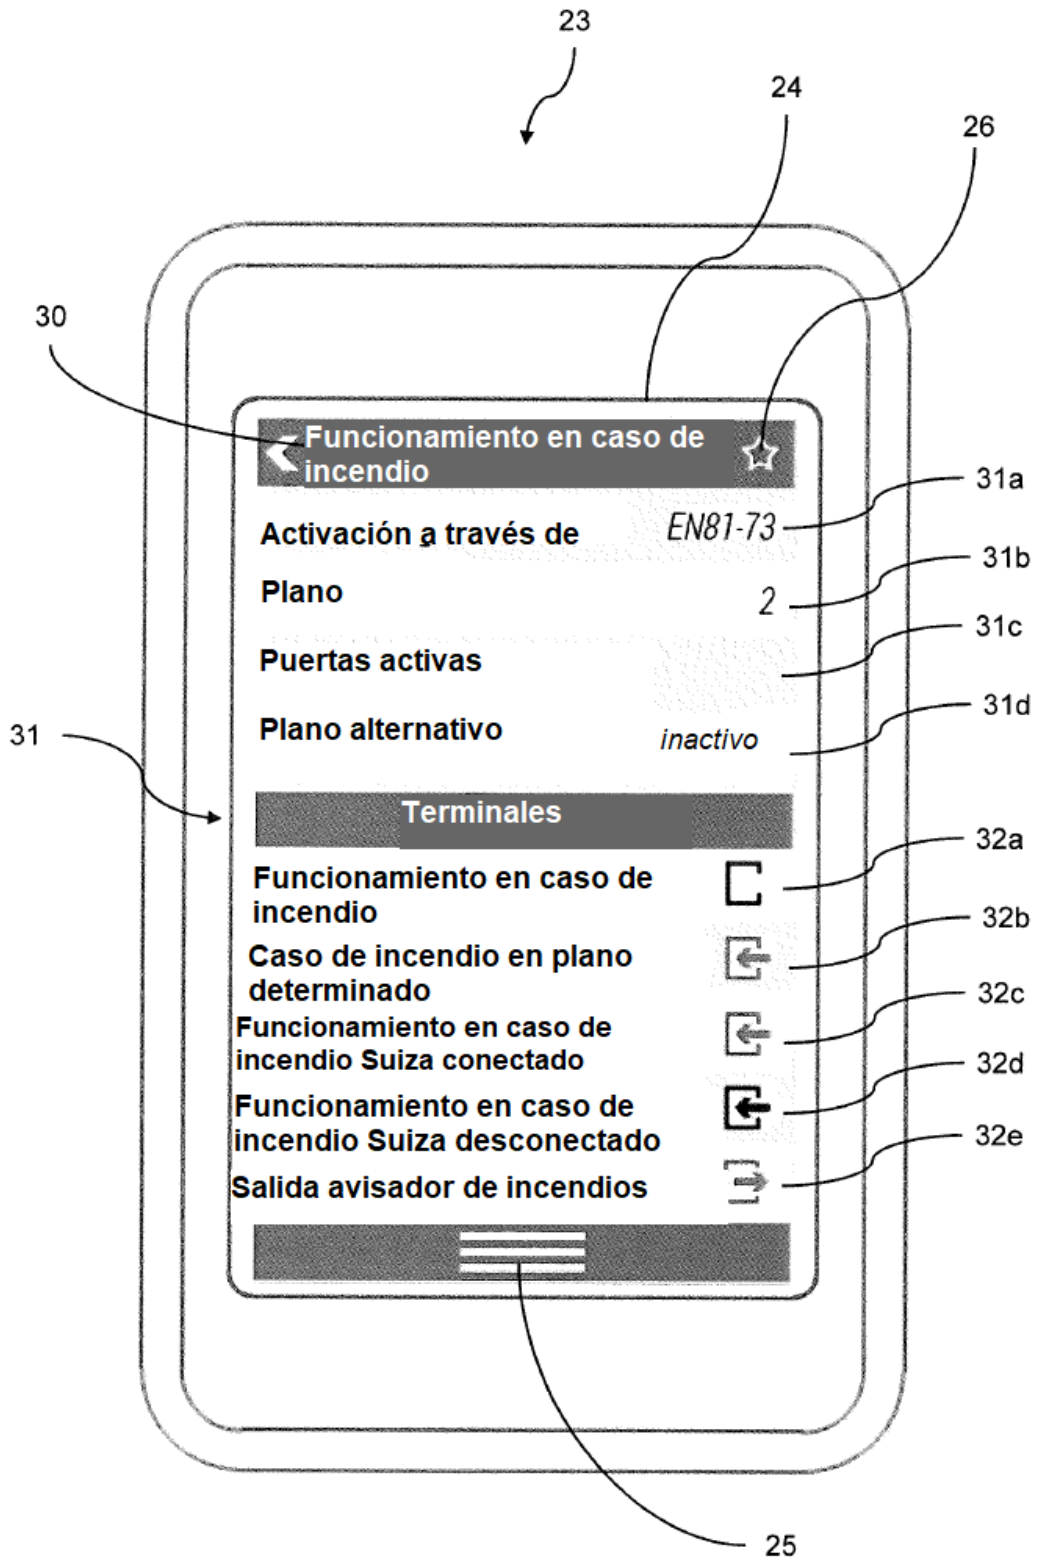 23
24
26
30
Funcionamiento en caso de
incendio
31a
Activación a través de EN81-73
31b
Plano 2
31c
Puertas activas
31d
Plano alternativo inactivo
31
Terminales
32a
Funcionamiento en caso de
incendio
32b
Caso de incendio en plano
determinado
32c
Funcionamiento en caso de
incendio Suiza conectado
32d
Funcionamiento en caso de
incendio Suiza desconectado
32e
Salida avisador de incendios
25